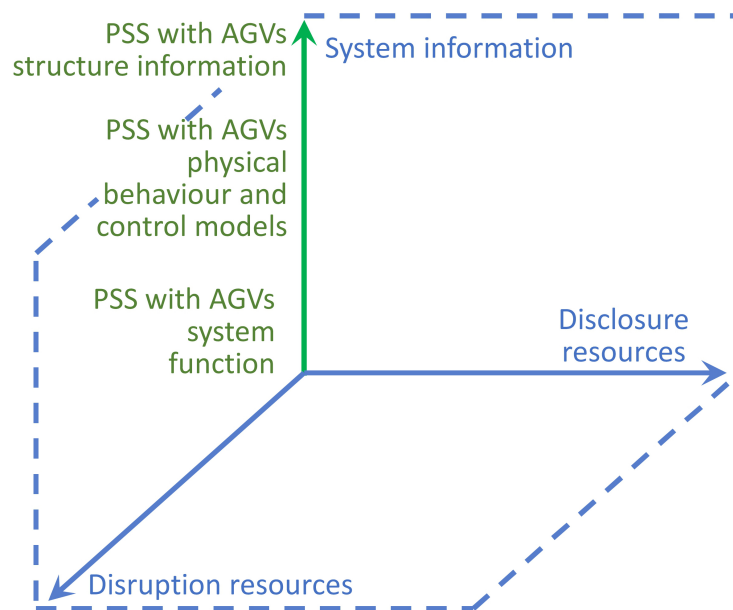 PSS with AGVs
structure information
System information
PSS with AGVs
physical
behaviour and
control models
PSS with AGVs
system
function
Disclosure
resources
Disruption resources